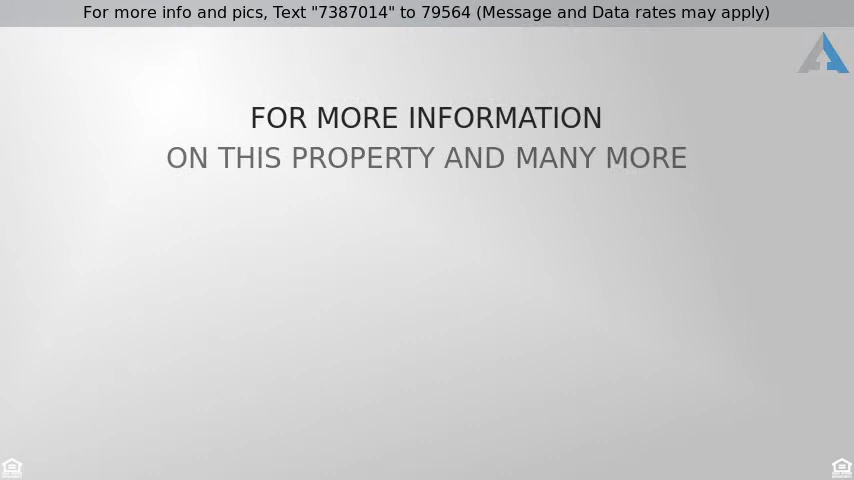 For more info and pics, Text "7387014" to 79564 (Message and Data rates may apply)
FOR MORE INFORMATION
ON THIS PROPERTY AND MANY MORE